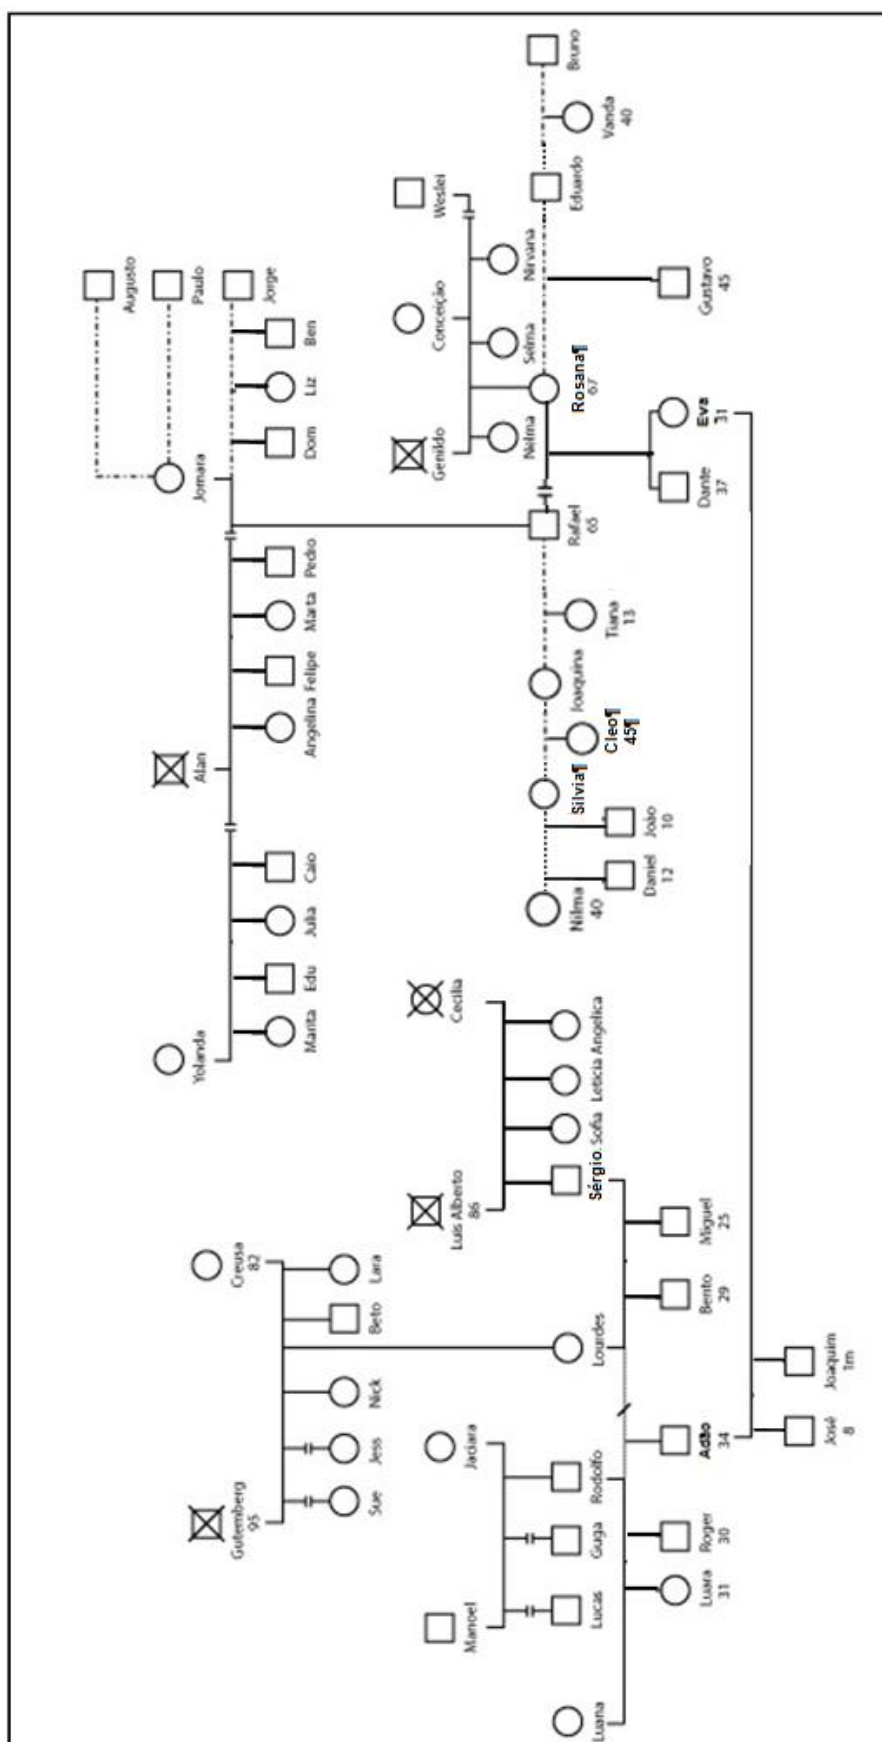 Augusto
Paulo
Jorge
Jomara
Ben
Liz
Dom
Pedro
Marta
Felipe
Angelina
Alan
Caio
Julia
Edu
Marita
Yolanda
Bruno
Vanda
40
Eduardo
Weslei
Nirvana
Conceição
Selma
Genildo
Nelma
Rosana¶
67
Gustavo
45
Eva
31
Dante
37
Rafael
65
Tiana
13
Joaquina
Cleo¶
45¶
Silvia¶
João
10
Daniel
12
Nilma
40
Cecília
Angelica
Leticia
Sofia
Sérgio.
Luis Alberto
86
Miguel
25
Bento
29
Creusa
82
Lara
Beto
Lourdes
Nick
Jess
Sue
Gutemberg
95
Jaciara
Rodolfo
Guga
Lucas
Manoel
Adão
34
Roger
30
Luara
31
Luana
Joaquim
1m
José
8